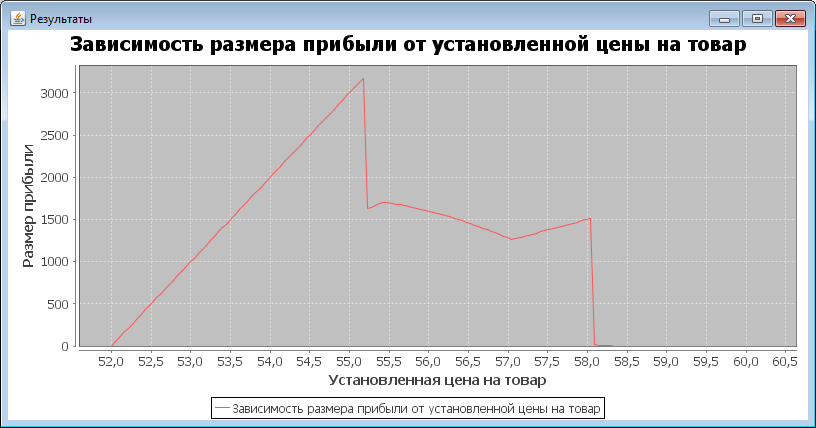 Результаты
Зависимость размера прибыли от установленной цены на товар
Размер прибыли
3000
2500
2000
1500
1000
500
0
52,0 52,5 53,0 53,5 54,0 54,5 55,0 55,5 56,0 56,5 57,0 57,5 58,0 58,5 59,0 59,5 60,0 60,5
Установленная цена на товар
Зависимость размера прибыли от установленной цены на товар